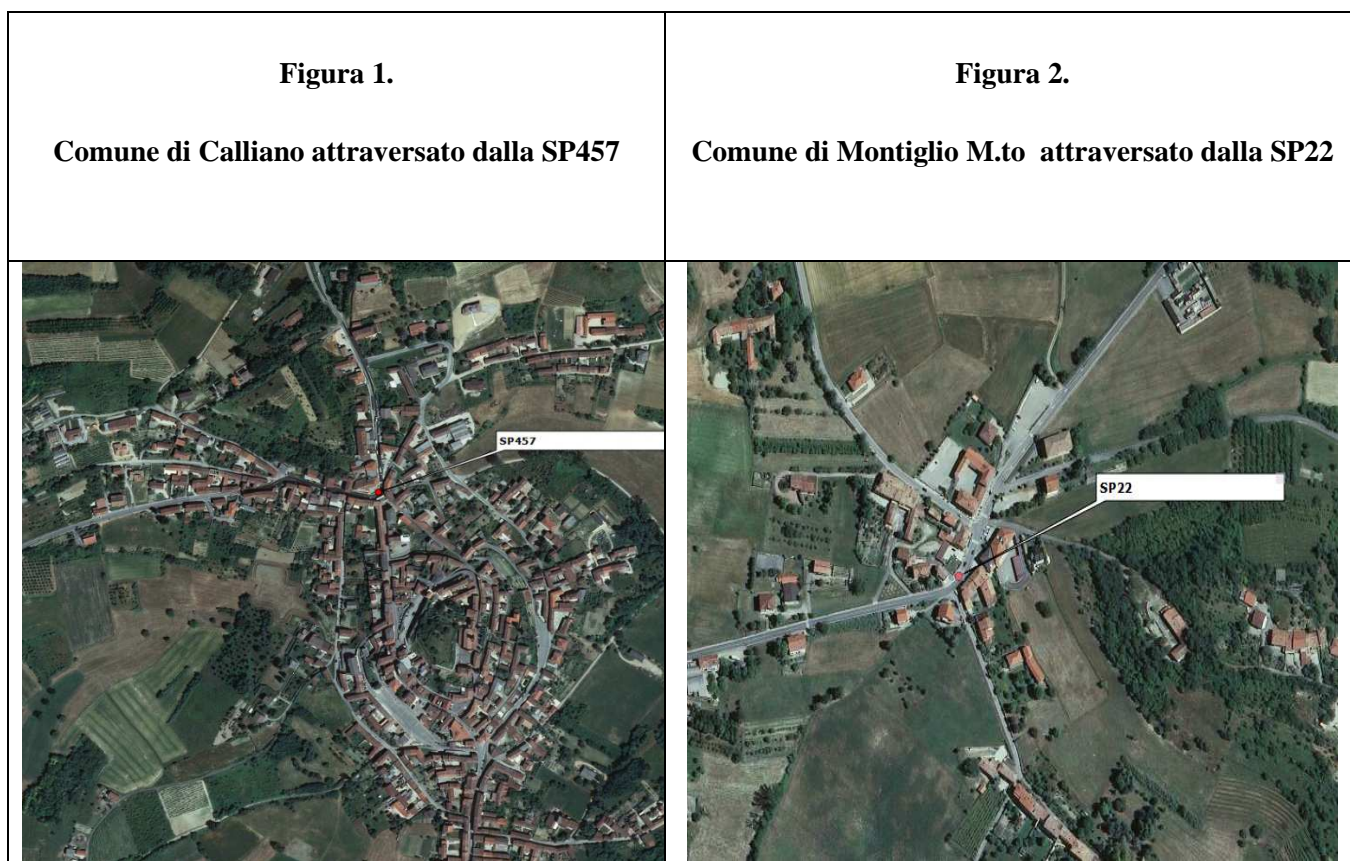 Figura 1.
Comune di Calliano attraversato dalla SP457
Figura 2.
Comune di Montiglio M.to attraversato dalla SP22
SP457
SP22